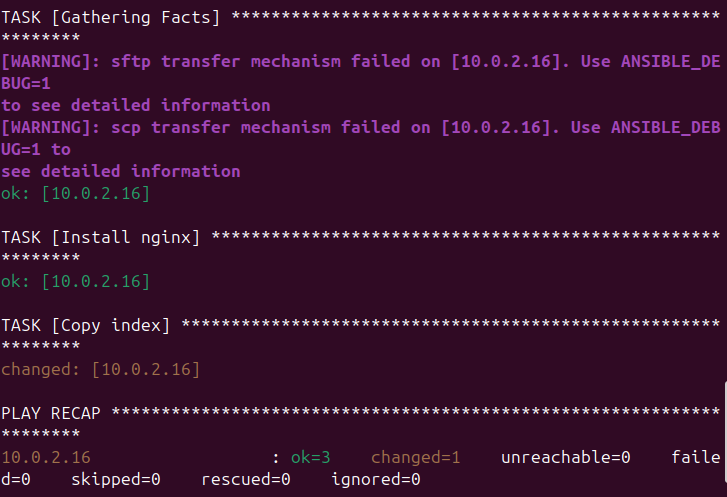 TASK [Gathering Facts] *************************************************
********
[WARNING]: sftp transfer mechanism failed on [10.0.2.16]. Use ANSIBLE_DE
BUG=1
to see detailed information
[WARNING]: scp transfer mechanism failed on [10.0.2.16]. Use ANSIBLE_DEB
UG=1 to
see detailed information
ok: [10.0.2.16]
TASK [Install nginx] ***************************************************
********
ok: [10.0.2.16]
TASK [Copy index] ******************************************************
********
changed: [10.0.2.16]
PLAY RECAP *************************************************************
********
10.0.2.16                  : ok=3    changed=1    unreachable=0    faile
d=0    skipped=0    rescued=0    ignored=0